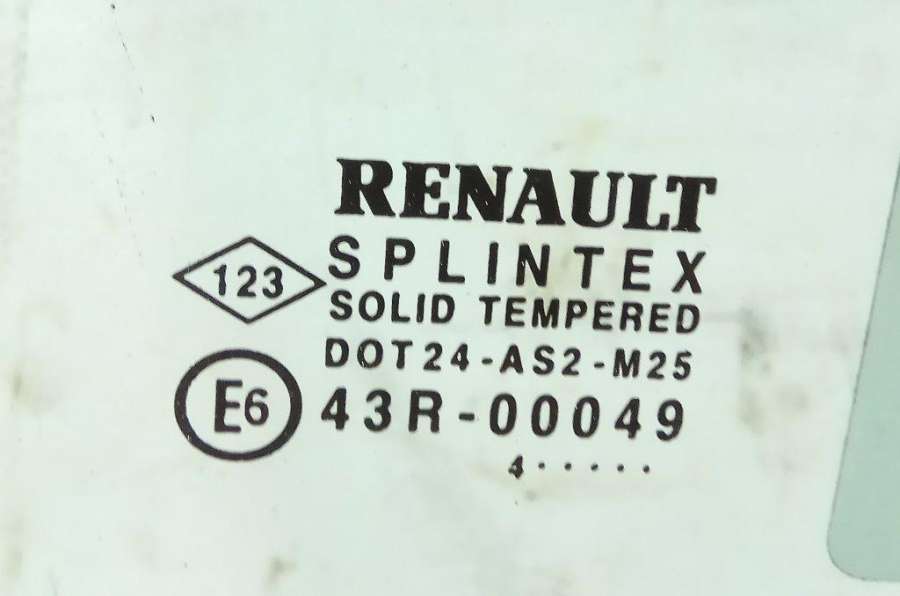 RENAULT
SPLINTEX
123
SOLID TEMPERED
DOT24-AS2-M25
E6
43R-00049
4·····